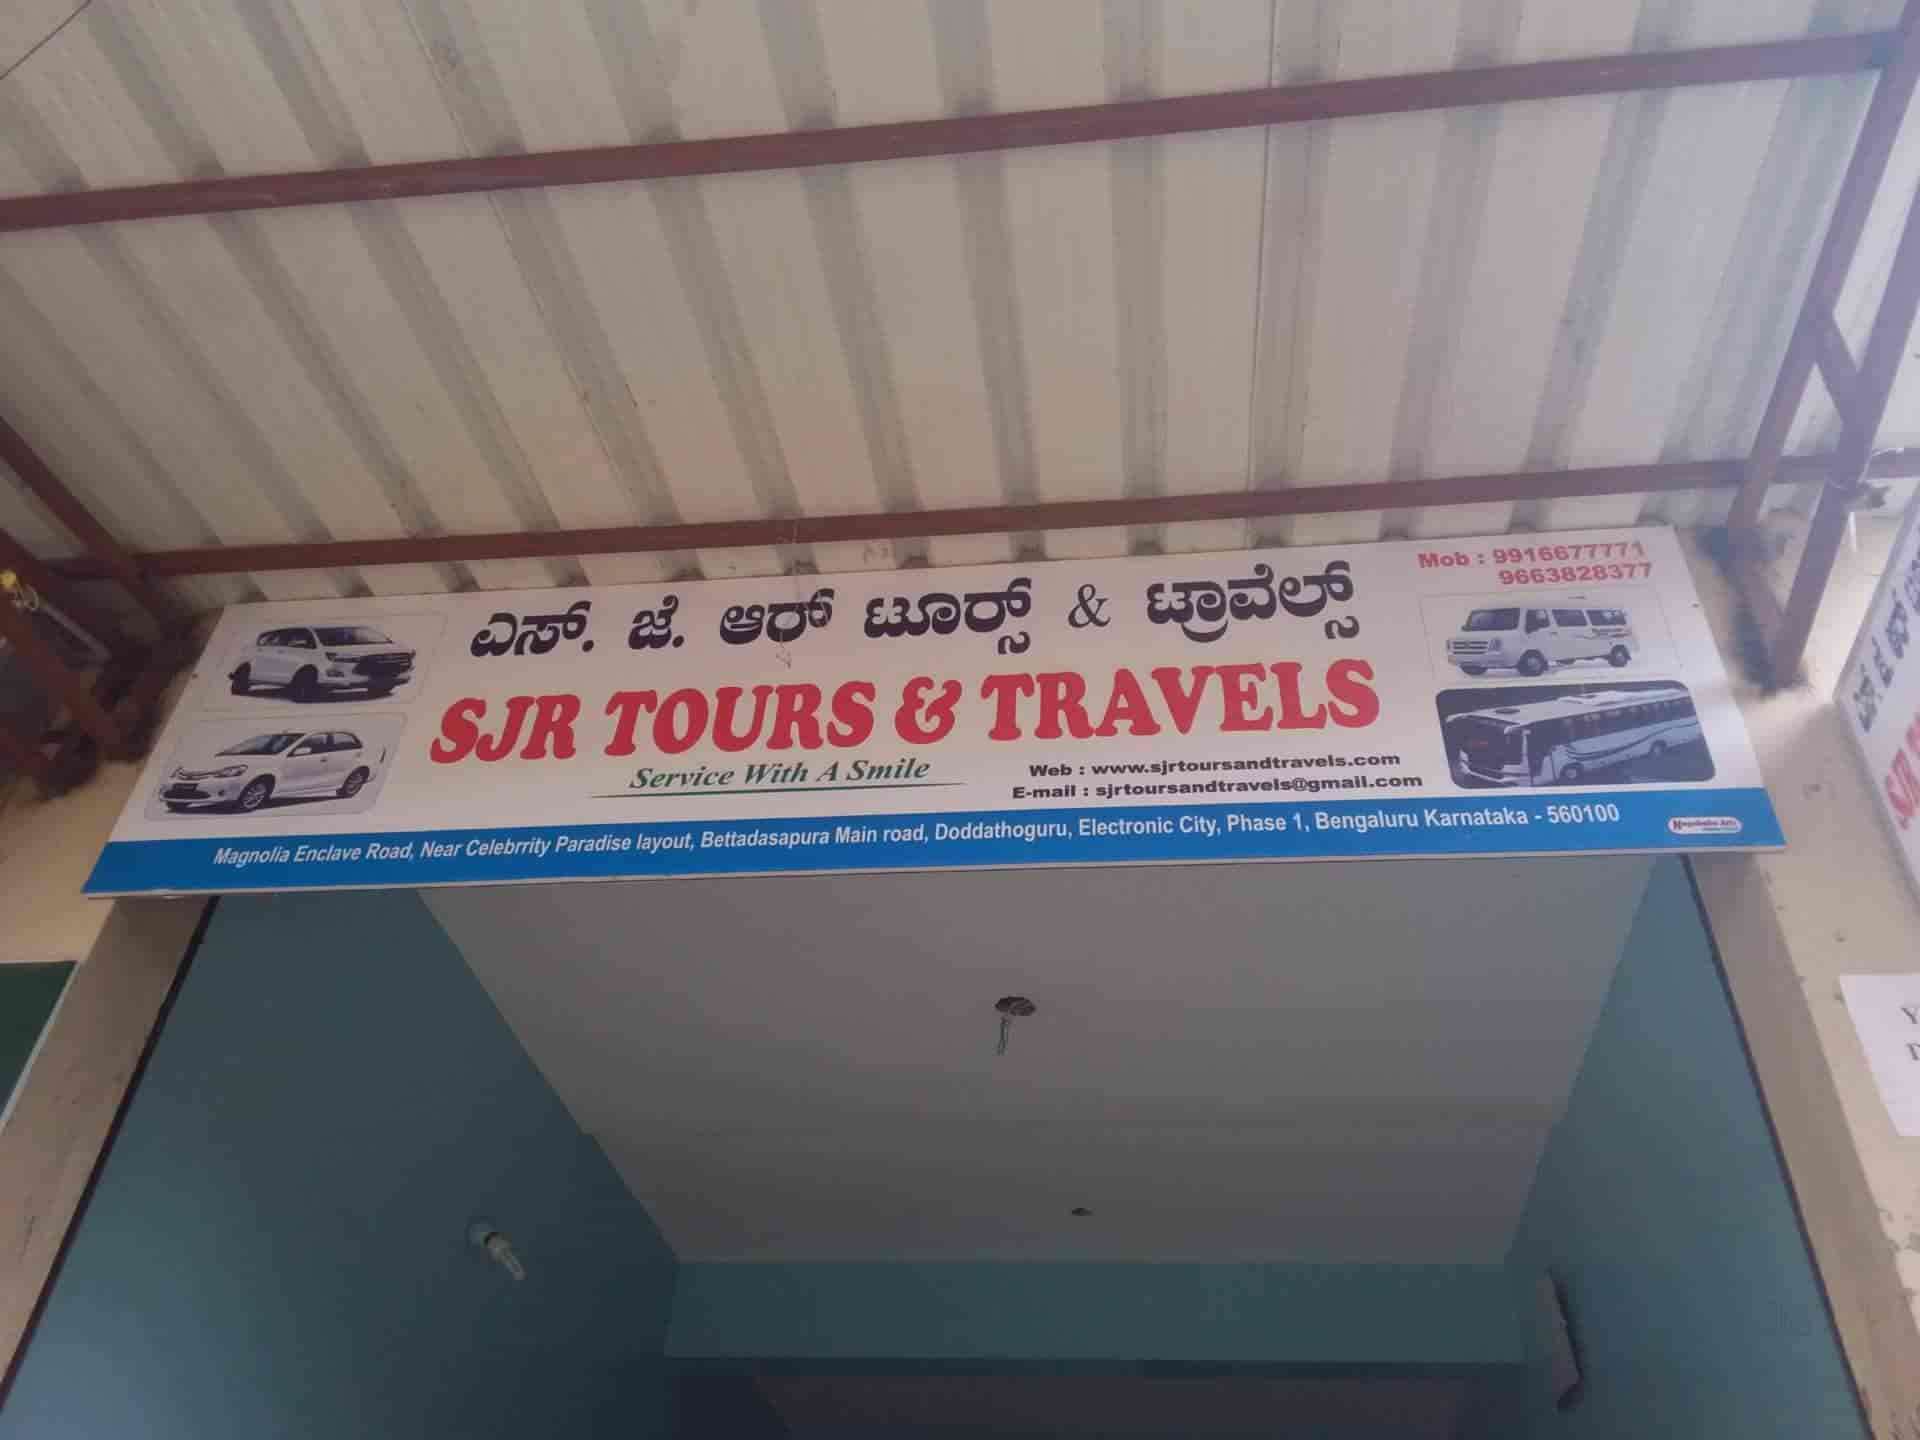 Mob : 9916677771
9663828377
ಎಸ್. ಜೆ. ಆರ್ ಟೂರ್ಸ್ & ಟ್ರಾವೆಲ್ಸ್
SJR TOURS & TRAVELS
Service With A Smile
Web : www.sjrtoursandtravels.com
E-mail : sjrtoursandtravels@gmail.com
Magnolia Enclave Road, Near Celebrrity Paradise layout, Bettadasapura Main road, Doddathoguru, Electronic City, Phase 1, Bengaluru Karnataka - 560100
SJR